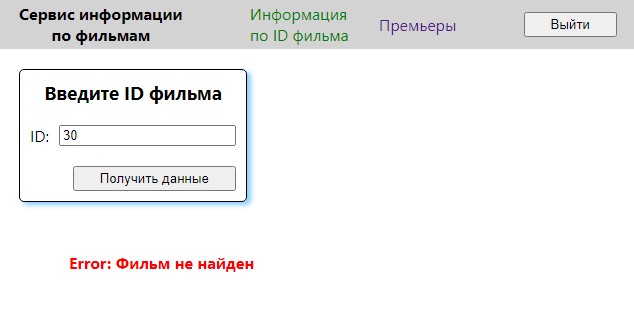 Сервис информации
по фильмам
Информация
по ID фильма
Премьеры
Выйти
Введите ID фильма
ID: 30
Получить данные
Error: Фильм не найден